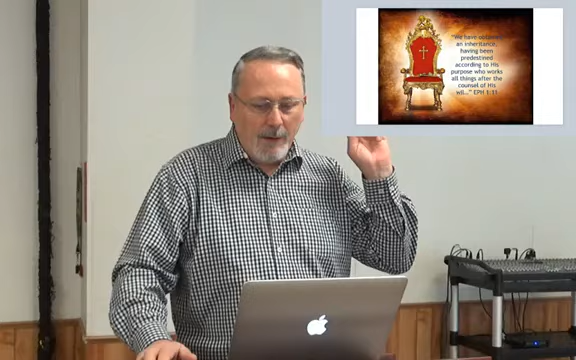 "We have obtained
an inheritance,
having been
predestined
according to His
purpose who works
all things after the
counsel of His
will..." EPH 1:11